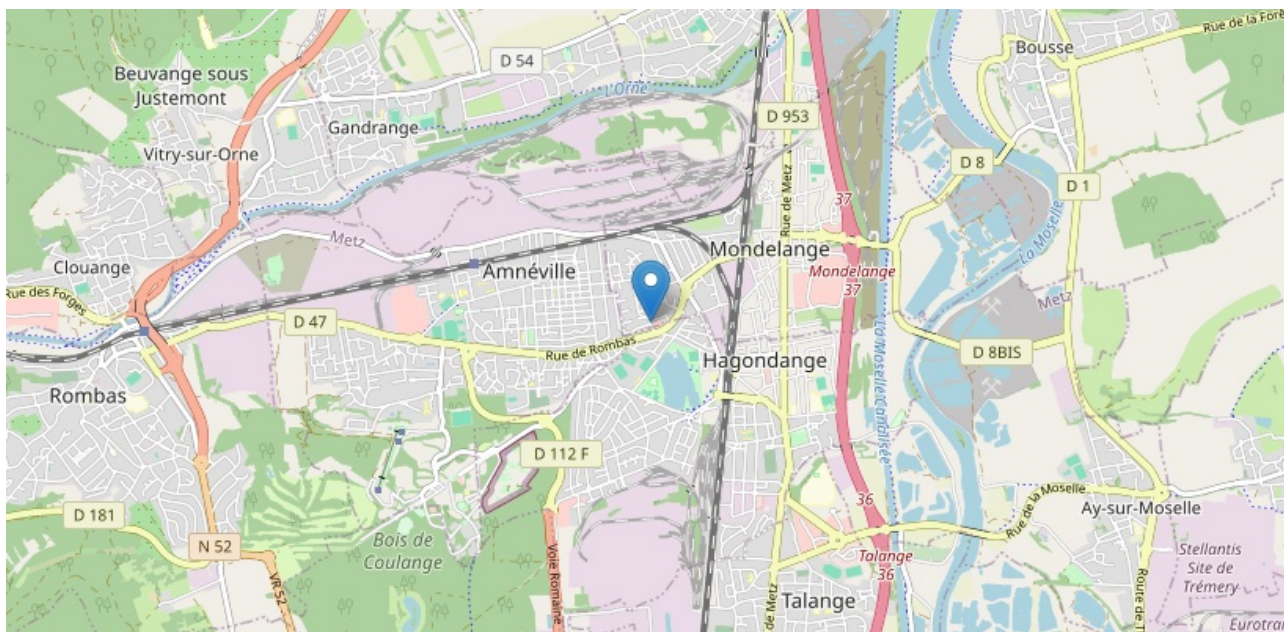 Rue de la Forê
Bousse
D 54
Beuvange sous
Justemont
L'Orne
D 953
Gandrange
Vitry-sur-Orne
D 8
D 1
Rue de Metz
37
La Moselle
Metz
Mondelange
Clouange
Amnéville
Mondelange
37
Metz
Rue des Forges
D 47
Rue de Rombas
La Moselle Canalisée
D 8BIS
Hagondange
Rombas
D 112 F
Rue de la Moselle
36
Ay-sur-Moselle
D 181
N 52
Bois de
Coulange
Voie Romaine
VR 52
Talange
36
Stellantis
Site de
Trémery
Talange
de Metz
Route de T
Eurotra